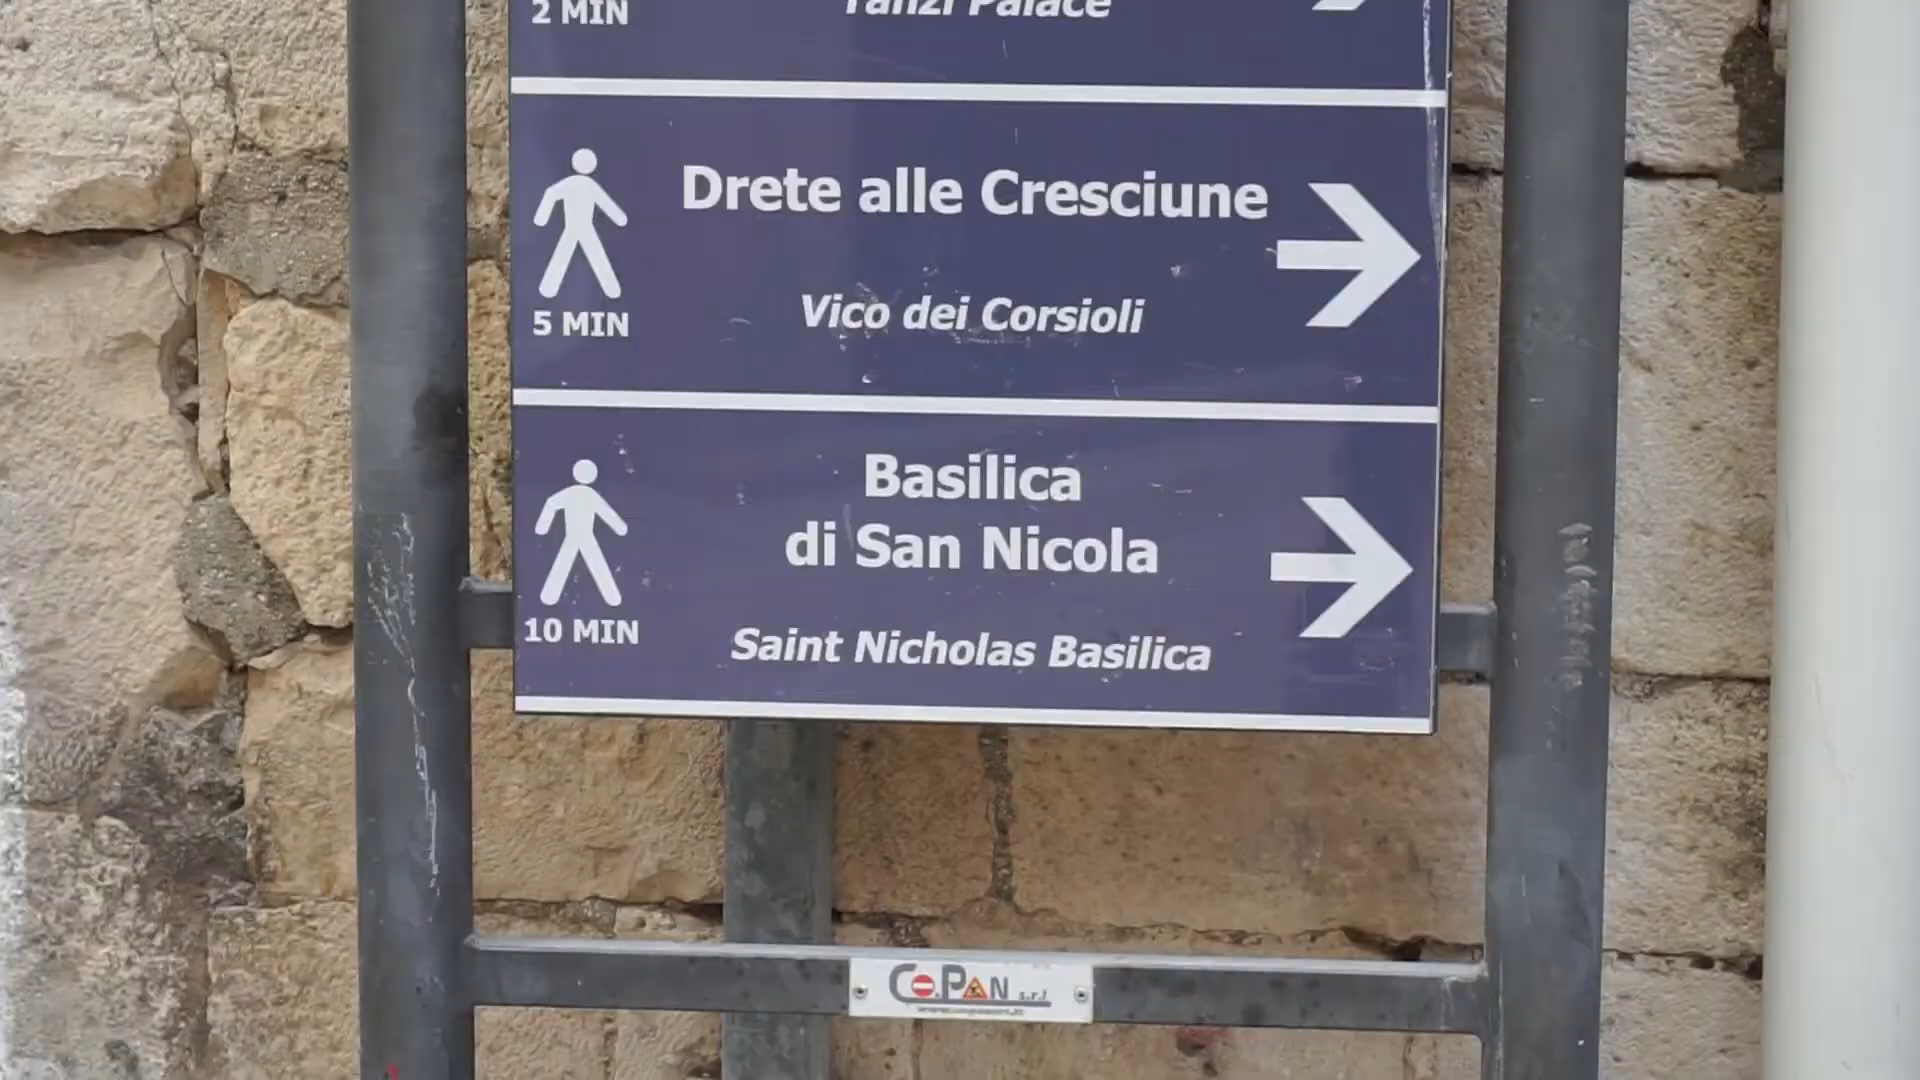 2 MIN
Tanzi Palace
Drete alle Cresciune
5 MIN
Vico dei Corsioli
Basilica
di San Nicola
10 MIN
Saint Nicholas Basilica
Co.Pan s.r.l